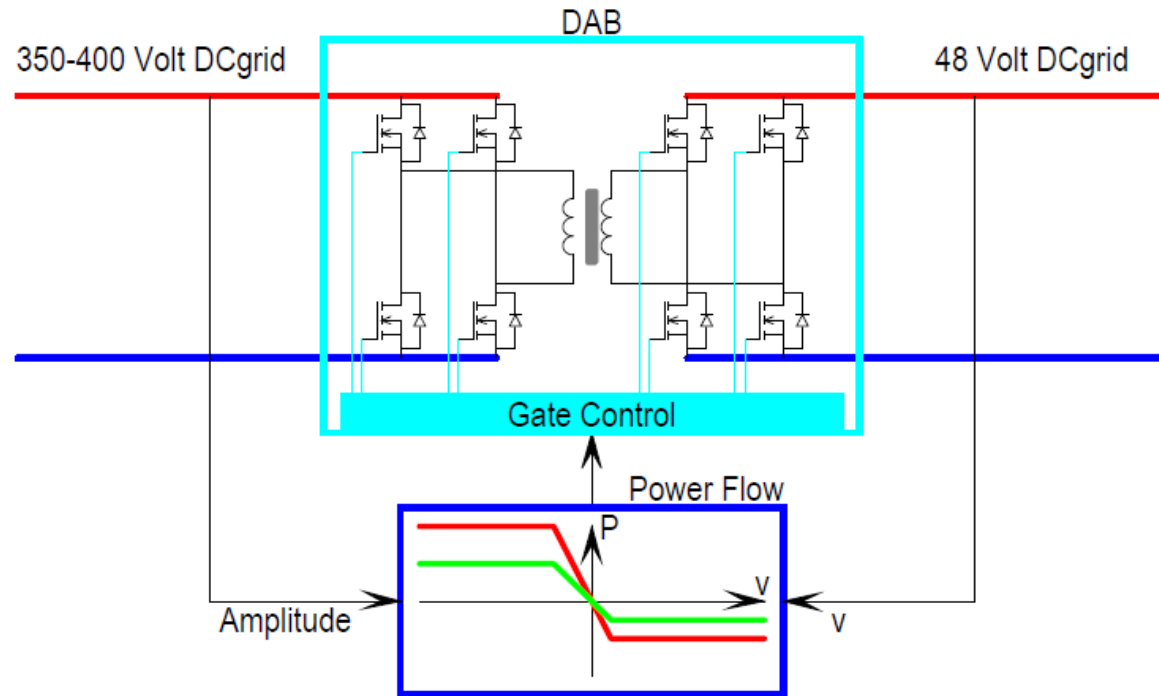 DAB
350-400 Volt DCgrid
48 Volt DCgrid
Gate Control
Power Flow
P
v
Amplitude
v